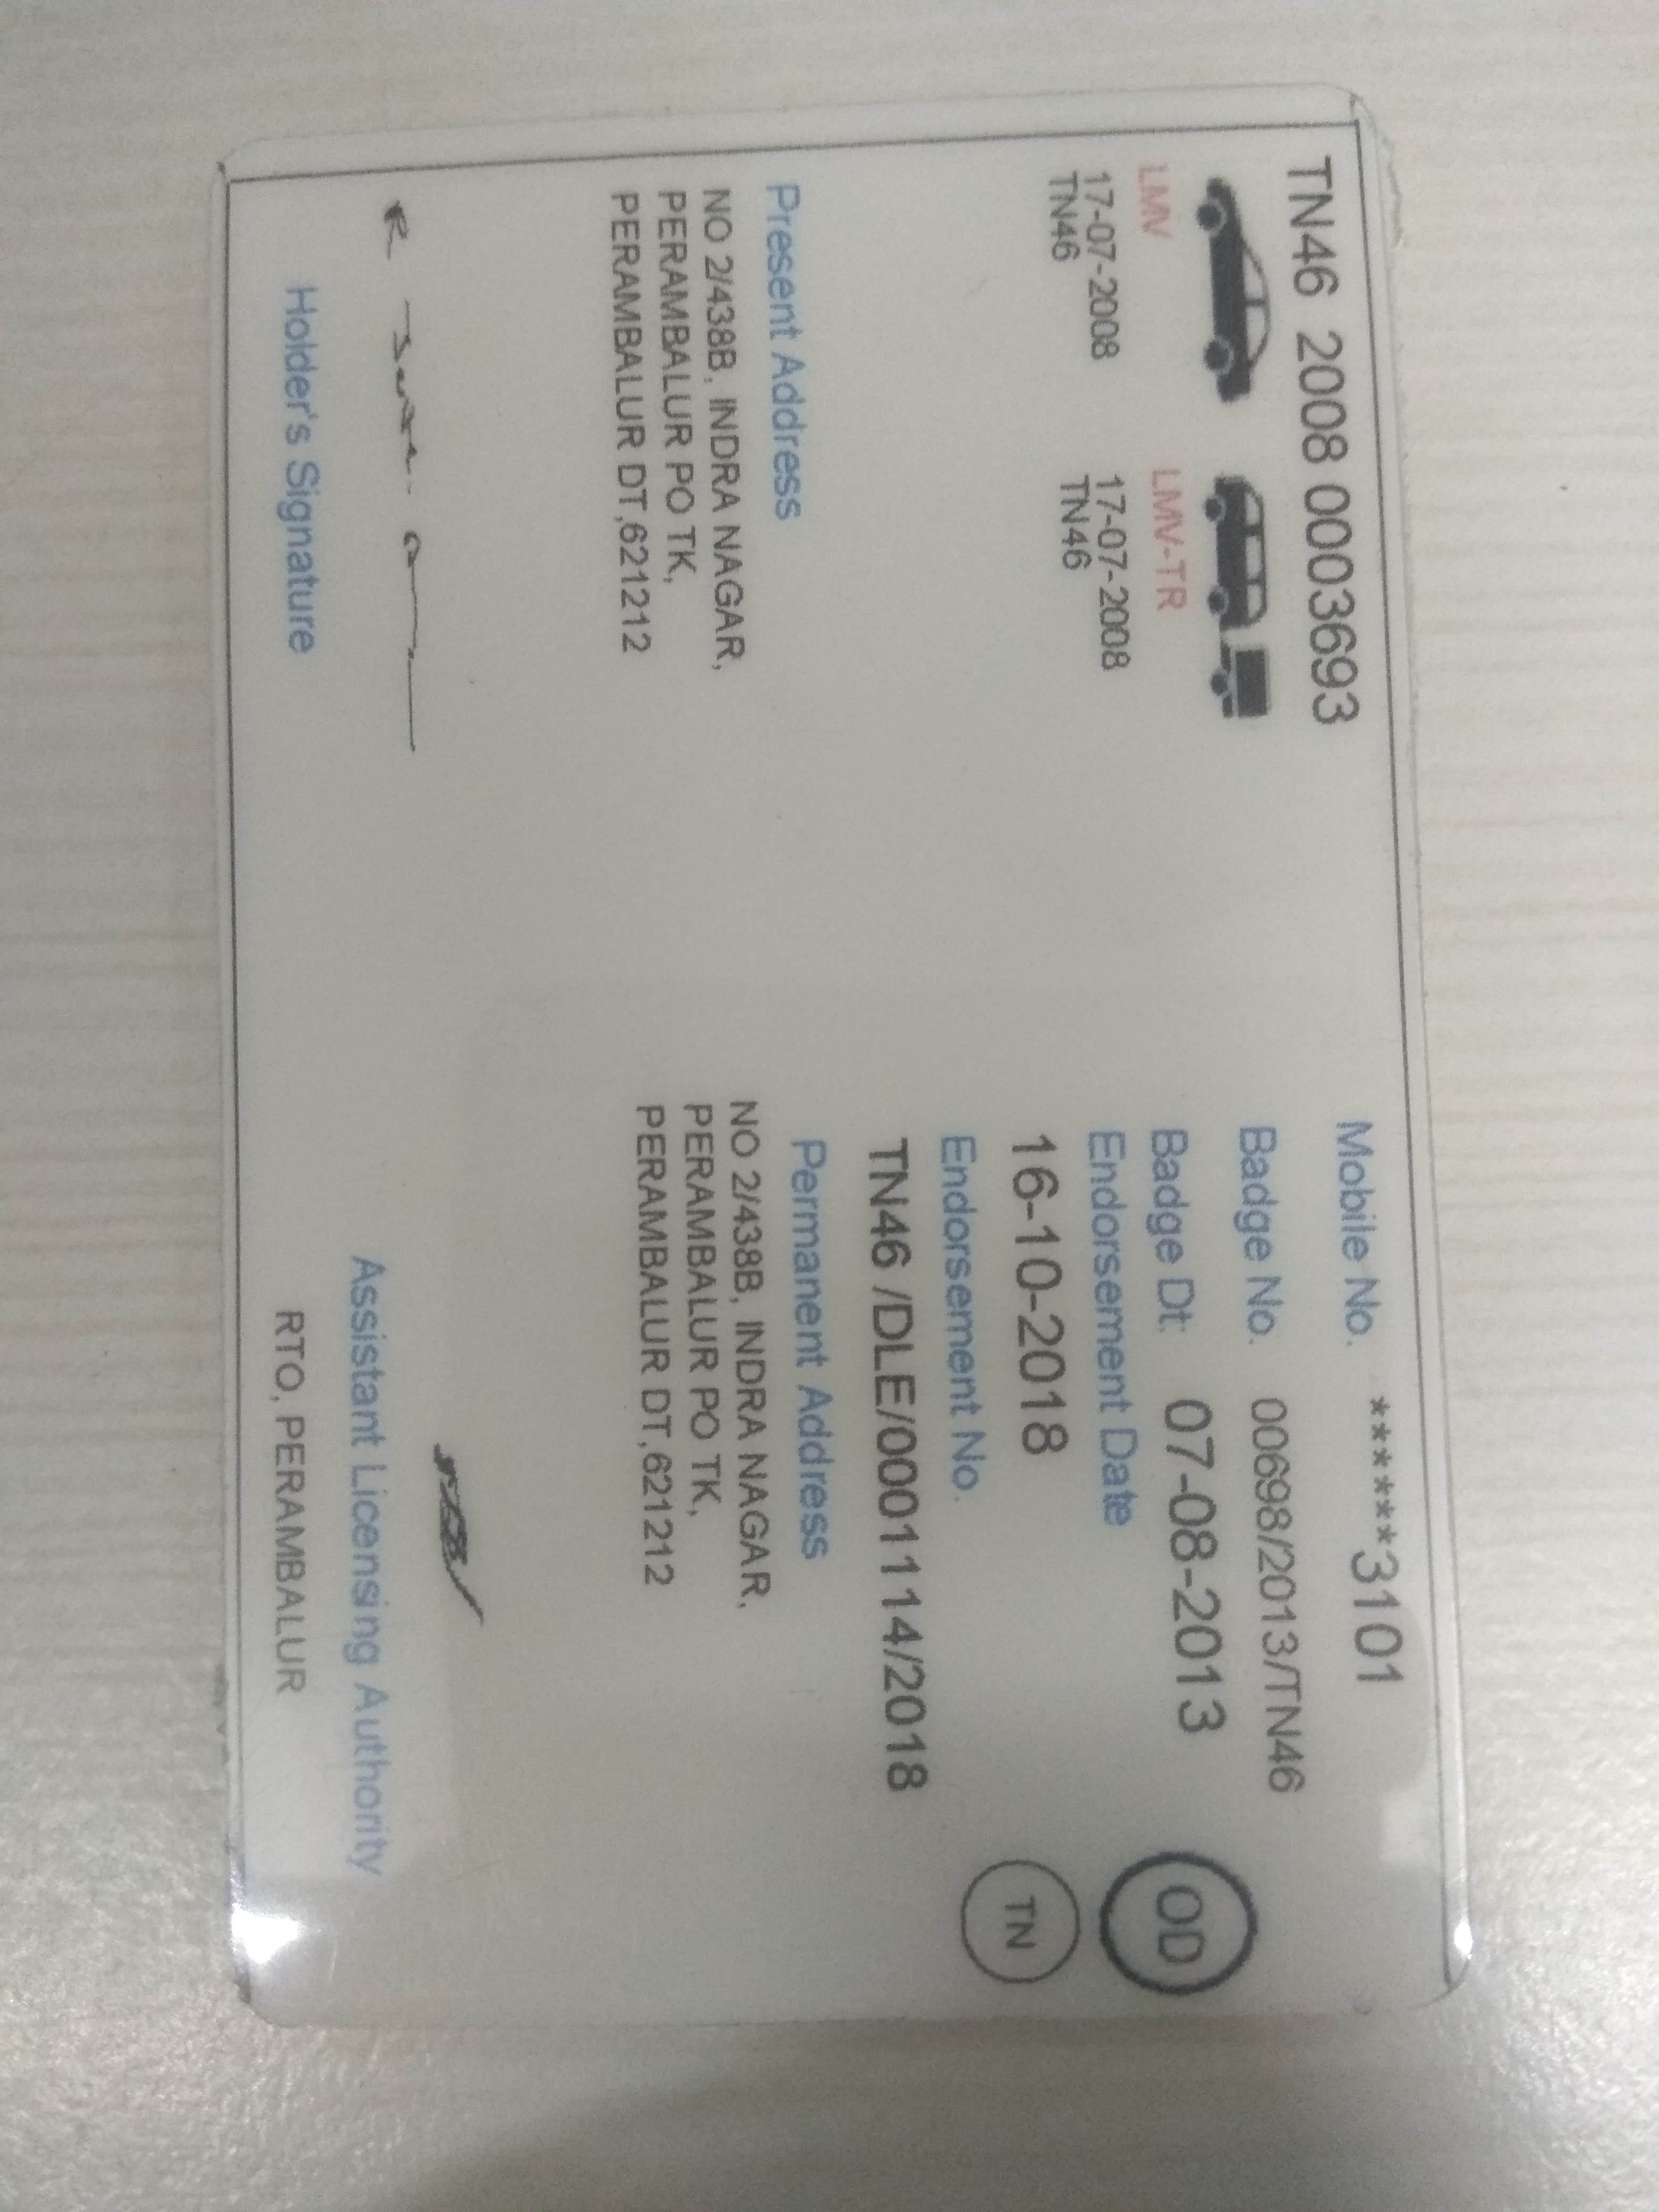 TN46 2008 0003693
LMV
17-07-2008
TN46
LMV-TR
17-07-2008
TN46
Mobile No. ******3101
Badge No. 00698/2013/TN46
Badge Dt: 07-08-2013
Endorsement Date
16-10-2018
Endorsement No.
TN46 /DLE/0001114/2018
OD
TN
Present Address
NO 2/438B, INDRA NAGAR,
PERAMBALUR PO TK,
PERAMBALUR DT,621212
Permanent Address
NO 2/438B, INDRA NAGAR,
PERAMBALUR PO TK,
PERAMBALUR DT,621212
Holder's Signature
Assistant Licensing Authority
RTO, PERAMBALUR